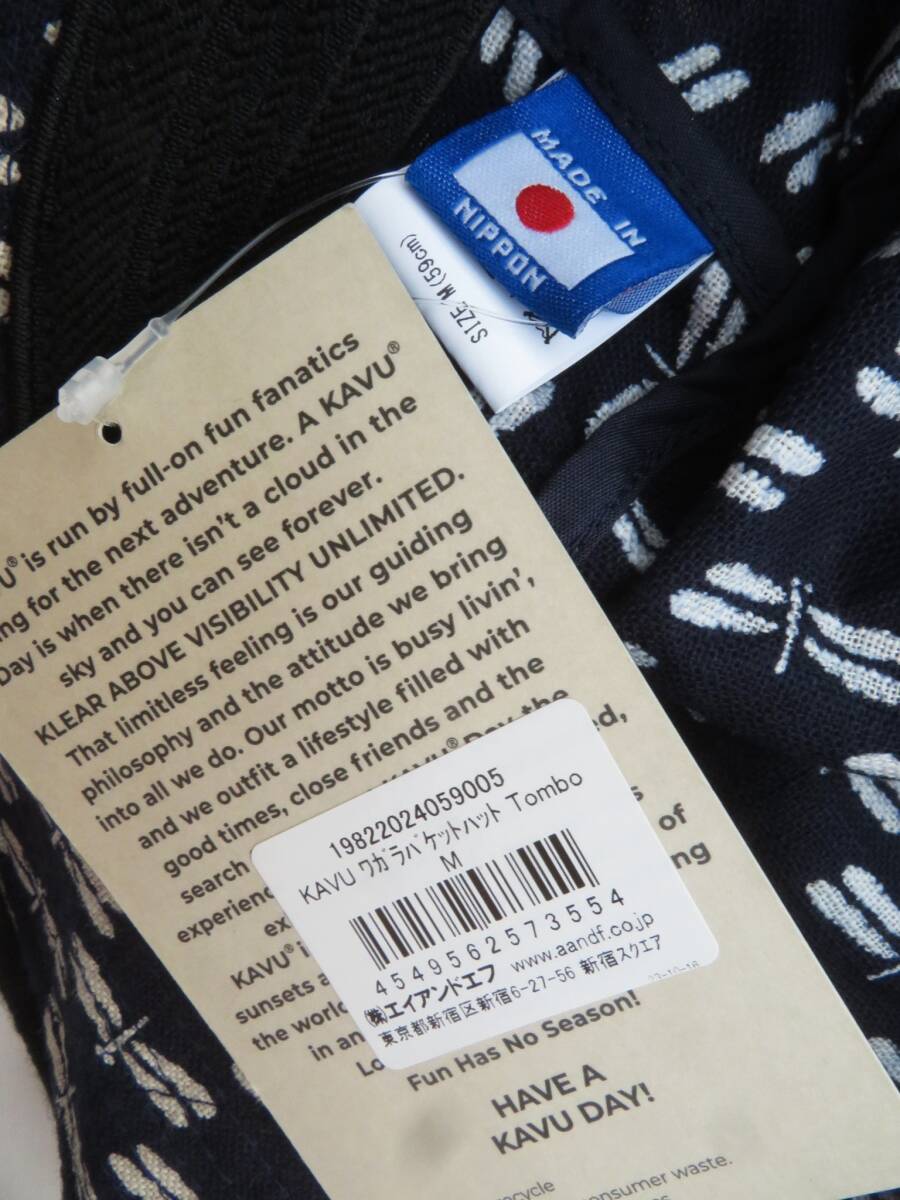 MADE IN
NIPPON
SIZE M (59cm)
U® is run by full-on fun fanatics
ing for the next adventure. A KAVU®
Day is when there isn't a cloud in the
sky and you can see forever.
KLEAR ABOVE VISIBILITY UNLIMITED.
That limitless feeling is our guiding
philosophy and the attitude we bring
into all we do. Our motto is busy livin',
and we outfit a lifestyle filled with
good times, close friends and the
search
experienc
ex
KAVU® i
sunsets a
the world
in an
Lo
of
Fun Has No Season!
HAVE A
KAVU DAY!
ecycle
onsumer waste.
19822024059005
KAVU ワガラバケットハット Tombo
M
4549562573554
㈱エイアンドエフ www.aandf.co.jp
東京都新宿区新宿6-27-56 新宿スクエア